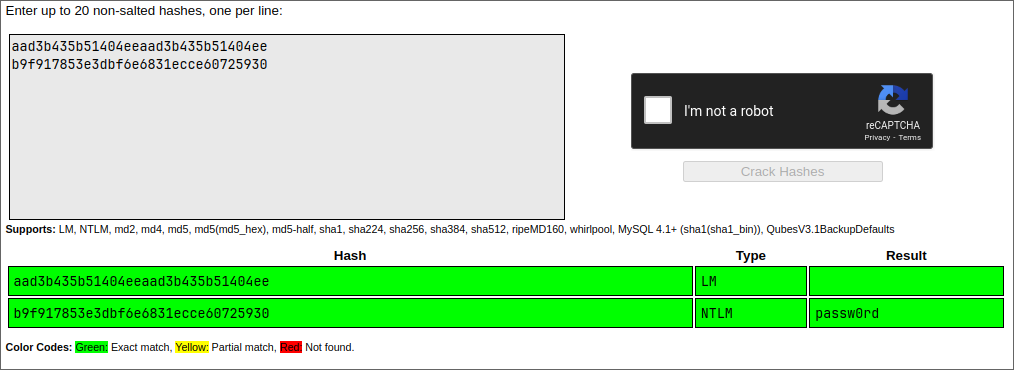 Enter up to 20 non-salted hashes, one per line:
aad3b435b51404eeaad3b435b51404ee
b9f917853e3dbf6e6831ecce60725930
I'm not a robot
reCAPTCHA
Privacy - Terms
Crack Hashes
Supports: LM, NTLM, md2, md4, md5, md5(md5_hex), md5-half, sha1, sha224, sha256, sha384, sha512, ripeMD160, whirlpool, MySQL 4.1+ (sha1(sha1_bin)), QubesV3.1BackupDefaults
Hash Type Result
aad3b435b51404eeaad3b435b51404ee LM
b9f917853e3dbf6e6831ecce60725930 NTLM passw0rd
Color Codes: Green: Exact match, Yellow: Partial match, Red: Not found.